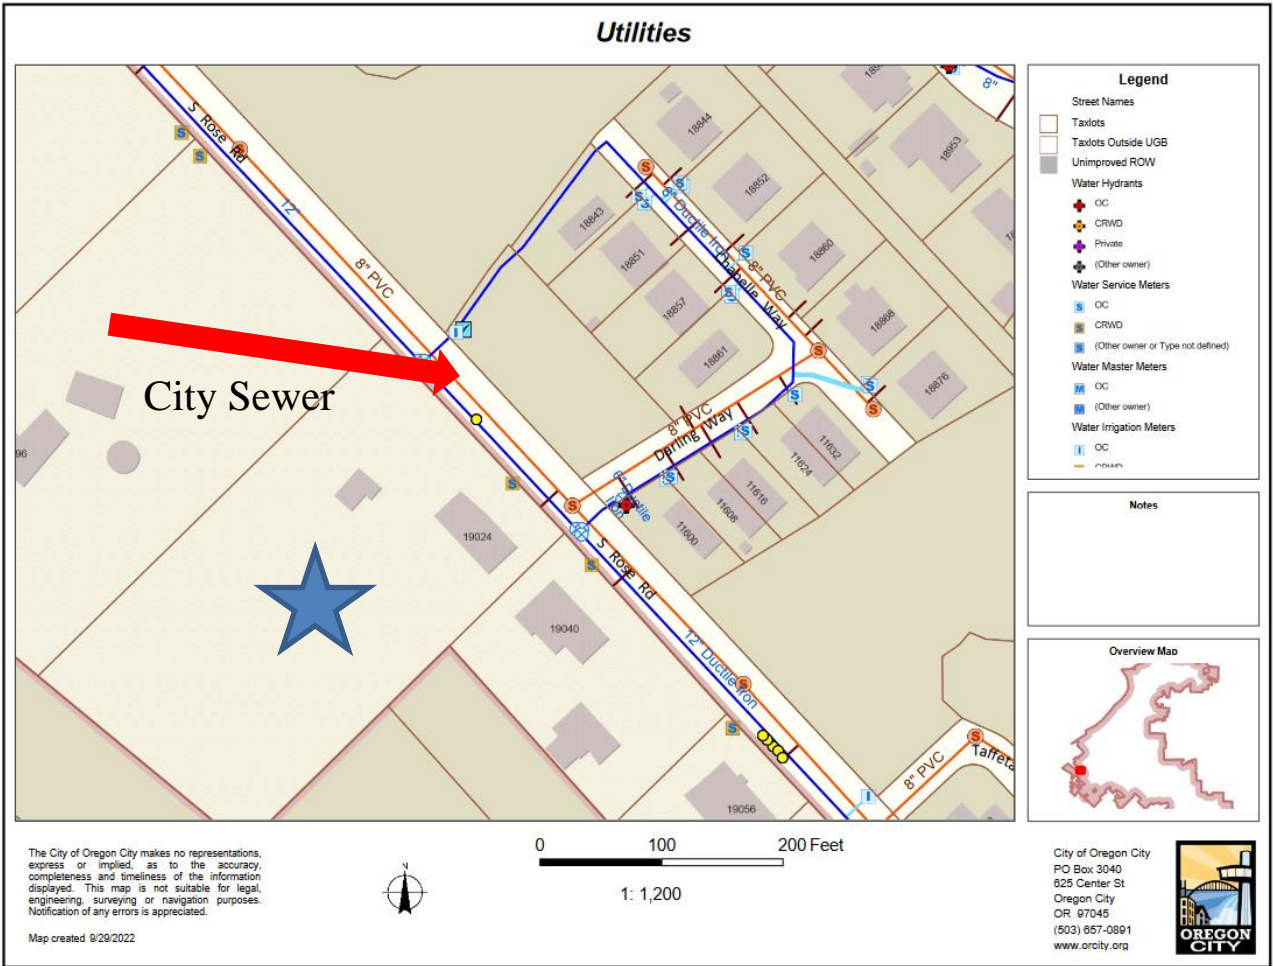 Utilities
S Rose Rd
12"
8" PVC
City Sewer
96
19024
19040
19056
S Rose Rd
12" Ductile Iron
18843
18851
18857
18861
18844
18852
18860
18868
18876
18953
8"
8" Ductile Iron
8" PVC
Chanelle Way
8" PVC
Darling Way
11632
11624
11616
11608
11600
8" PVC
Legend
Street Names
Taxlots
Taxlots Outside UGB
Unimproved ROW
Water Hydrants
OC
CRWD
Private
(Other owner)
Water Service Meters
S OC
S CRWD
S (Other owner or Type not defined)
Water Master Meters
M OC
M (Other owner)
Water Irrigation Meters
I OC
CRWD
Notes
Overview Map
The City of Oregon City makes no representations,
express or implied, as to the accuracy,
completeness and timeliness of the information
displayed. This map is not suitable for legal,
engineering, surveying or navigation purposes.
Notification of any errors is appreciated.
Map created 9/29/2022
N
0 100 200 Feet
1: 1,200
City of Oregon City
PO Box 3040
625 Center St
Oregon City
OR 97045
(503) 657-0891
www.orcity.org
OREGON
CITY